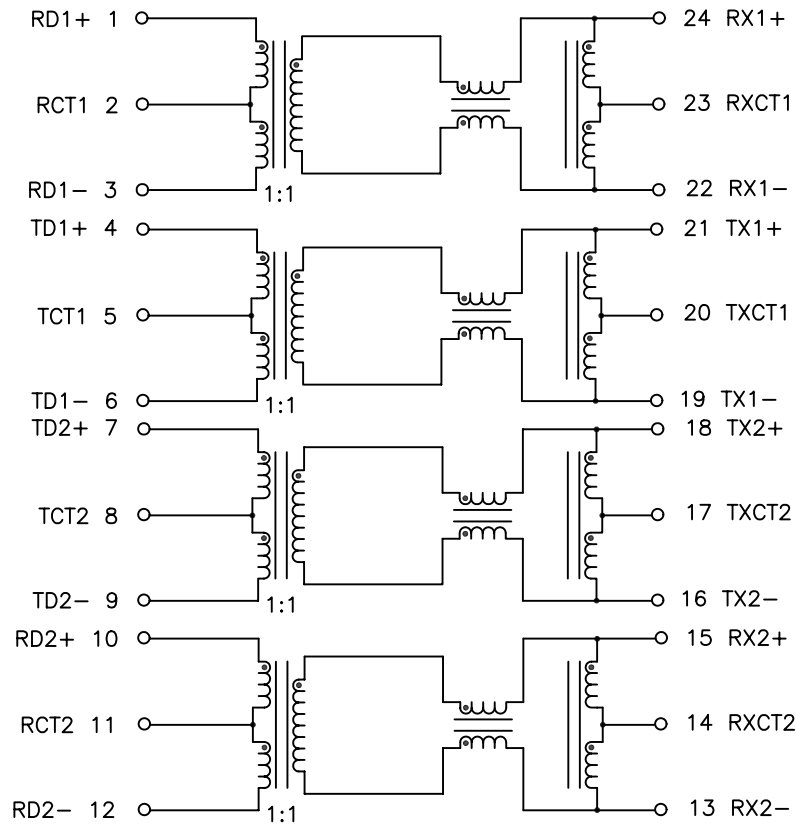 RD1+ 1 24 RX1+
RCT1 2 23 RXCT1
RD1− 3 22 RX1−
1:1
TD1+ 4 21 TX1+
TCT1 5 20 TXCT1
TD1− 6 19 TX1−
1:1
TD2+ 7 18 TX2+
TCT2 8 17 TXCT2
TD2− 9 16 TX2−
1:1
RD2+ 10 15 RX2+
RCT2 11 14 RXCT2
RD2− 12 13 RX2−
1:1